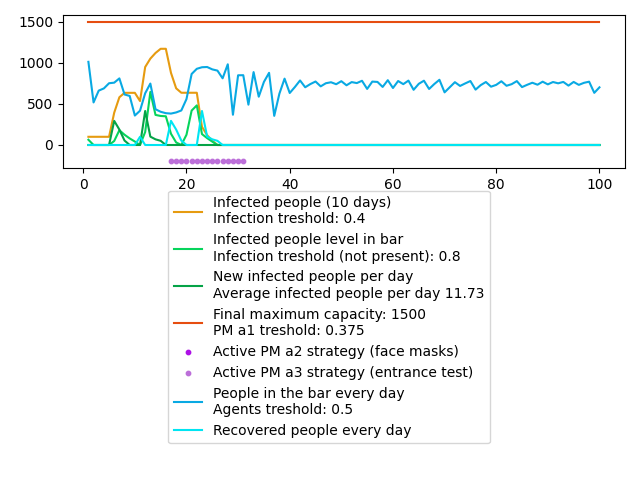 1500
1000
500
0
0
20
40
60
80
100
Infected people (10 days)
Infection treshold: 0.4
Infected people level in bar
Infection treshold (not present): 0.8
New infected people per day
Average infected people per day 11.73
Final maximum capacity: 1500
PM a1 treshold: 0.375
Active PM a2 strategy (face masks)
Active PM a3 strategy (entrance test)
People in the bar every day
Agents treshold: 0.5
Recovered people every day